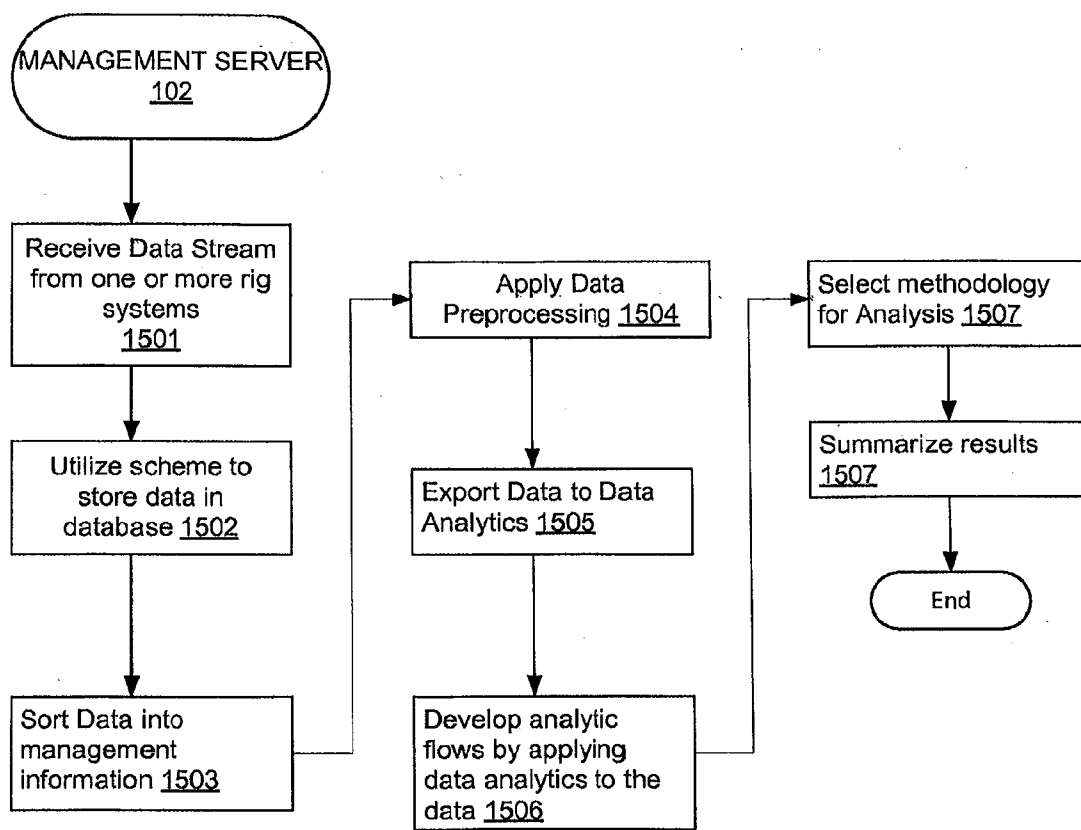 MANAGEMENT SERVER
102
Receive Data Stream
from one or more rig
systems
1501
Utilize scheme to
store data in
database 1502
Sort Data into
management
information 1503
Apply Data
Preprocessing 1504
Export Data to Data
Analytics 1505
Develop analytic
flows by applying
data analytics to the
data 1506
Select methodology
for Analysis 1507
Summarize results
1507
End